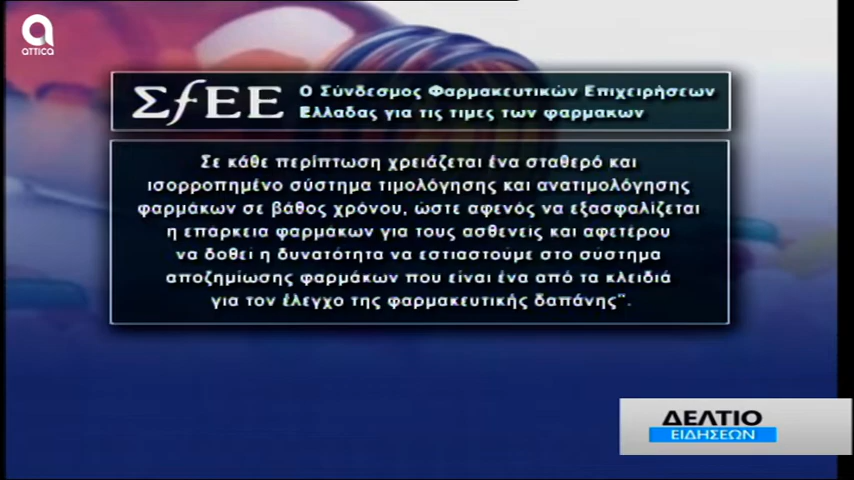 attica
ΣfΕΕ
Ο Σύνδεσμος Φαρμακευτικών Επιχειρήσεων
Ελλάδας για τις τιμές των φαρμάκων
Σε κάθε περίπτωση χρειάζεται ένα σταθερό και
ισορροπημένο σύστημα τιμολόγησης και ανατιμολόγησης
φαρμάκων σε βάθος χρόνου, ώστε αφενός να εξασφαλίζεται
η επάρκεια φαρμάκων για τους ασθενείς και αφετέρου
να δοθεί η δυνατότητα να εστιαστούμε στο σύστημα
αποζημίωσης φαρμάκων που είναι ένα από τα κλειδιά
για τον έλεγχο της φαρμακευτικής δαπάνης".
ΔΕΛΤΙΟ
ΕΙΔΗΣΕΩΝ